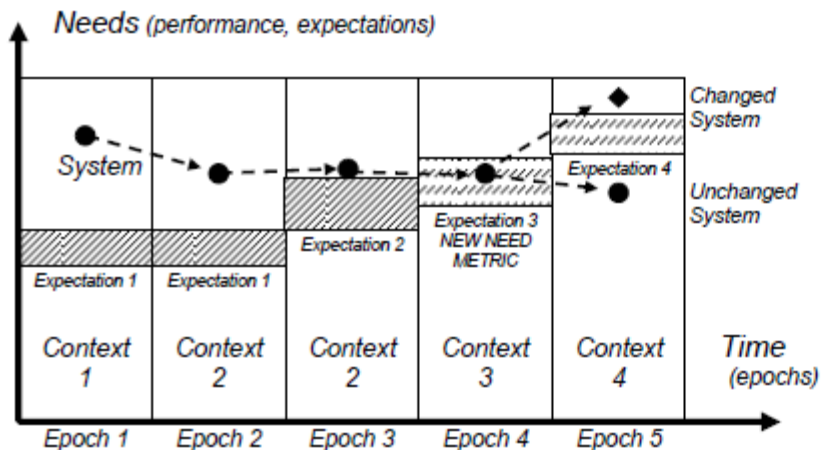 Needs (performance, expectations)
Changed
System
System
Expectation 4
Unchanged
System
Expectation 3
NEW NEED
METRIC
Expectation 2
Expectation 1
Expectation 1
Context
1
Context
2
Context
2
Context
3
Context
4
Time
(epochs)
Epoch 1
Epoch 2
Epoch 3
Epoch 4
Epoch 5